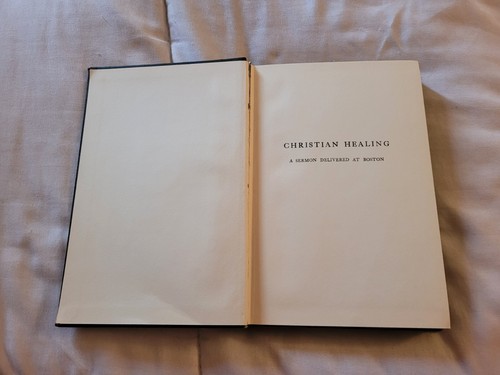 CHRISTIAN HEALING
A SERMON DELIVERED AT BOSTON